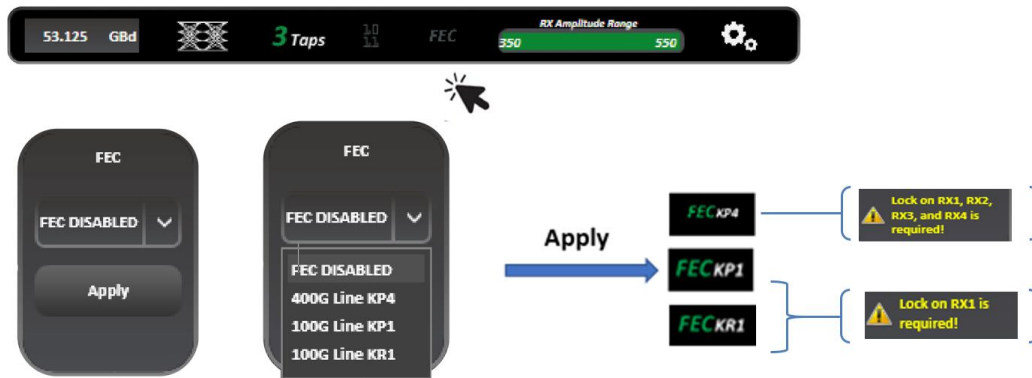 53.125 GBd
3 Taps
10
11
FEC
RX Amplitude Range
350 550
FEC
FEC DISABLED
Apply
FEC
FEC DISABLED
FEC DISABLED
400G Line KP4
100G Line KP1
100G Line KR1
Apply
FEC KP4
FEC KP1
FEC KR1
Lock on RX1, RX2,
RX3, and RX4 is
required!
Lock on RX1 is
required!